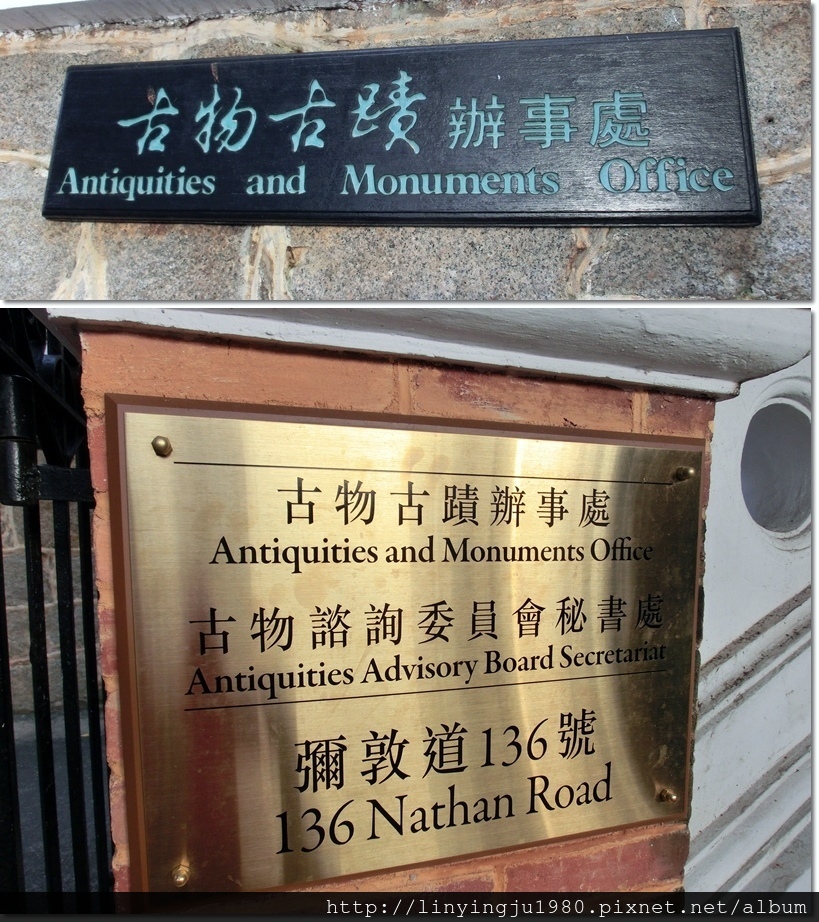 古物古蹟辦事處
Antiquities and Monuments Office
古物古蹟辦事處
Antiquities and Monuments Office
古物諮詢委員會秘書處
Antiquities Advisory Board Secretariat
彌敦道136號
136 Nathan Road
http://linyingju1980.pixnet.net/album